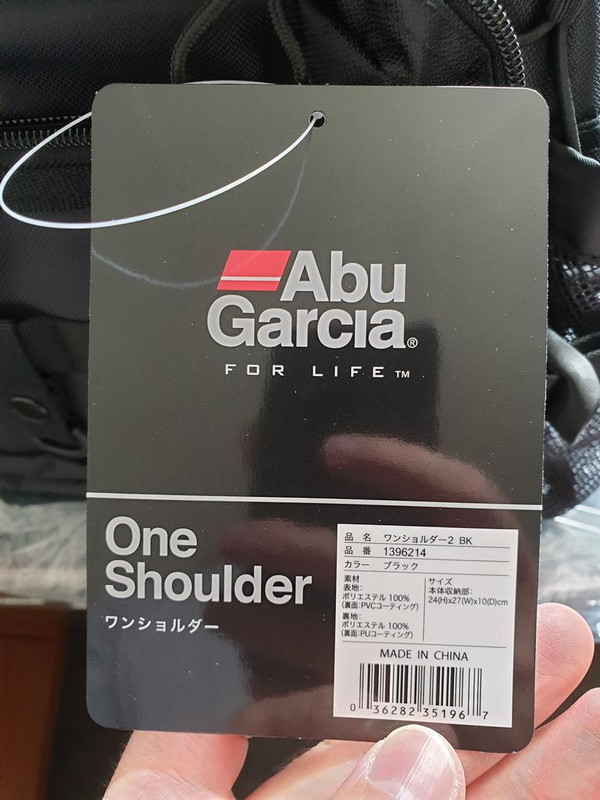 Abu
Garcia®
FOR LIFE™
One
Shoulder
ワンショルダー
品 名 ワンショルダー2 BK
品 番 1396214
カラー ブラック
素材
表地:
ポリエステル 100%
(裏面:PVCコーティング)
裏地:
ポリエステル 100%
(裏面:PUコーティング)
サイズ
本体収納部:
24(H)x27(W)x10(D)cm
MADE IN CHINA
0 36282 35196 7